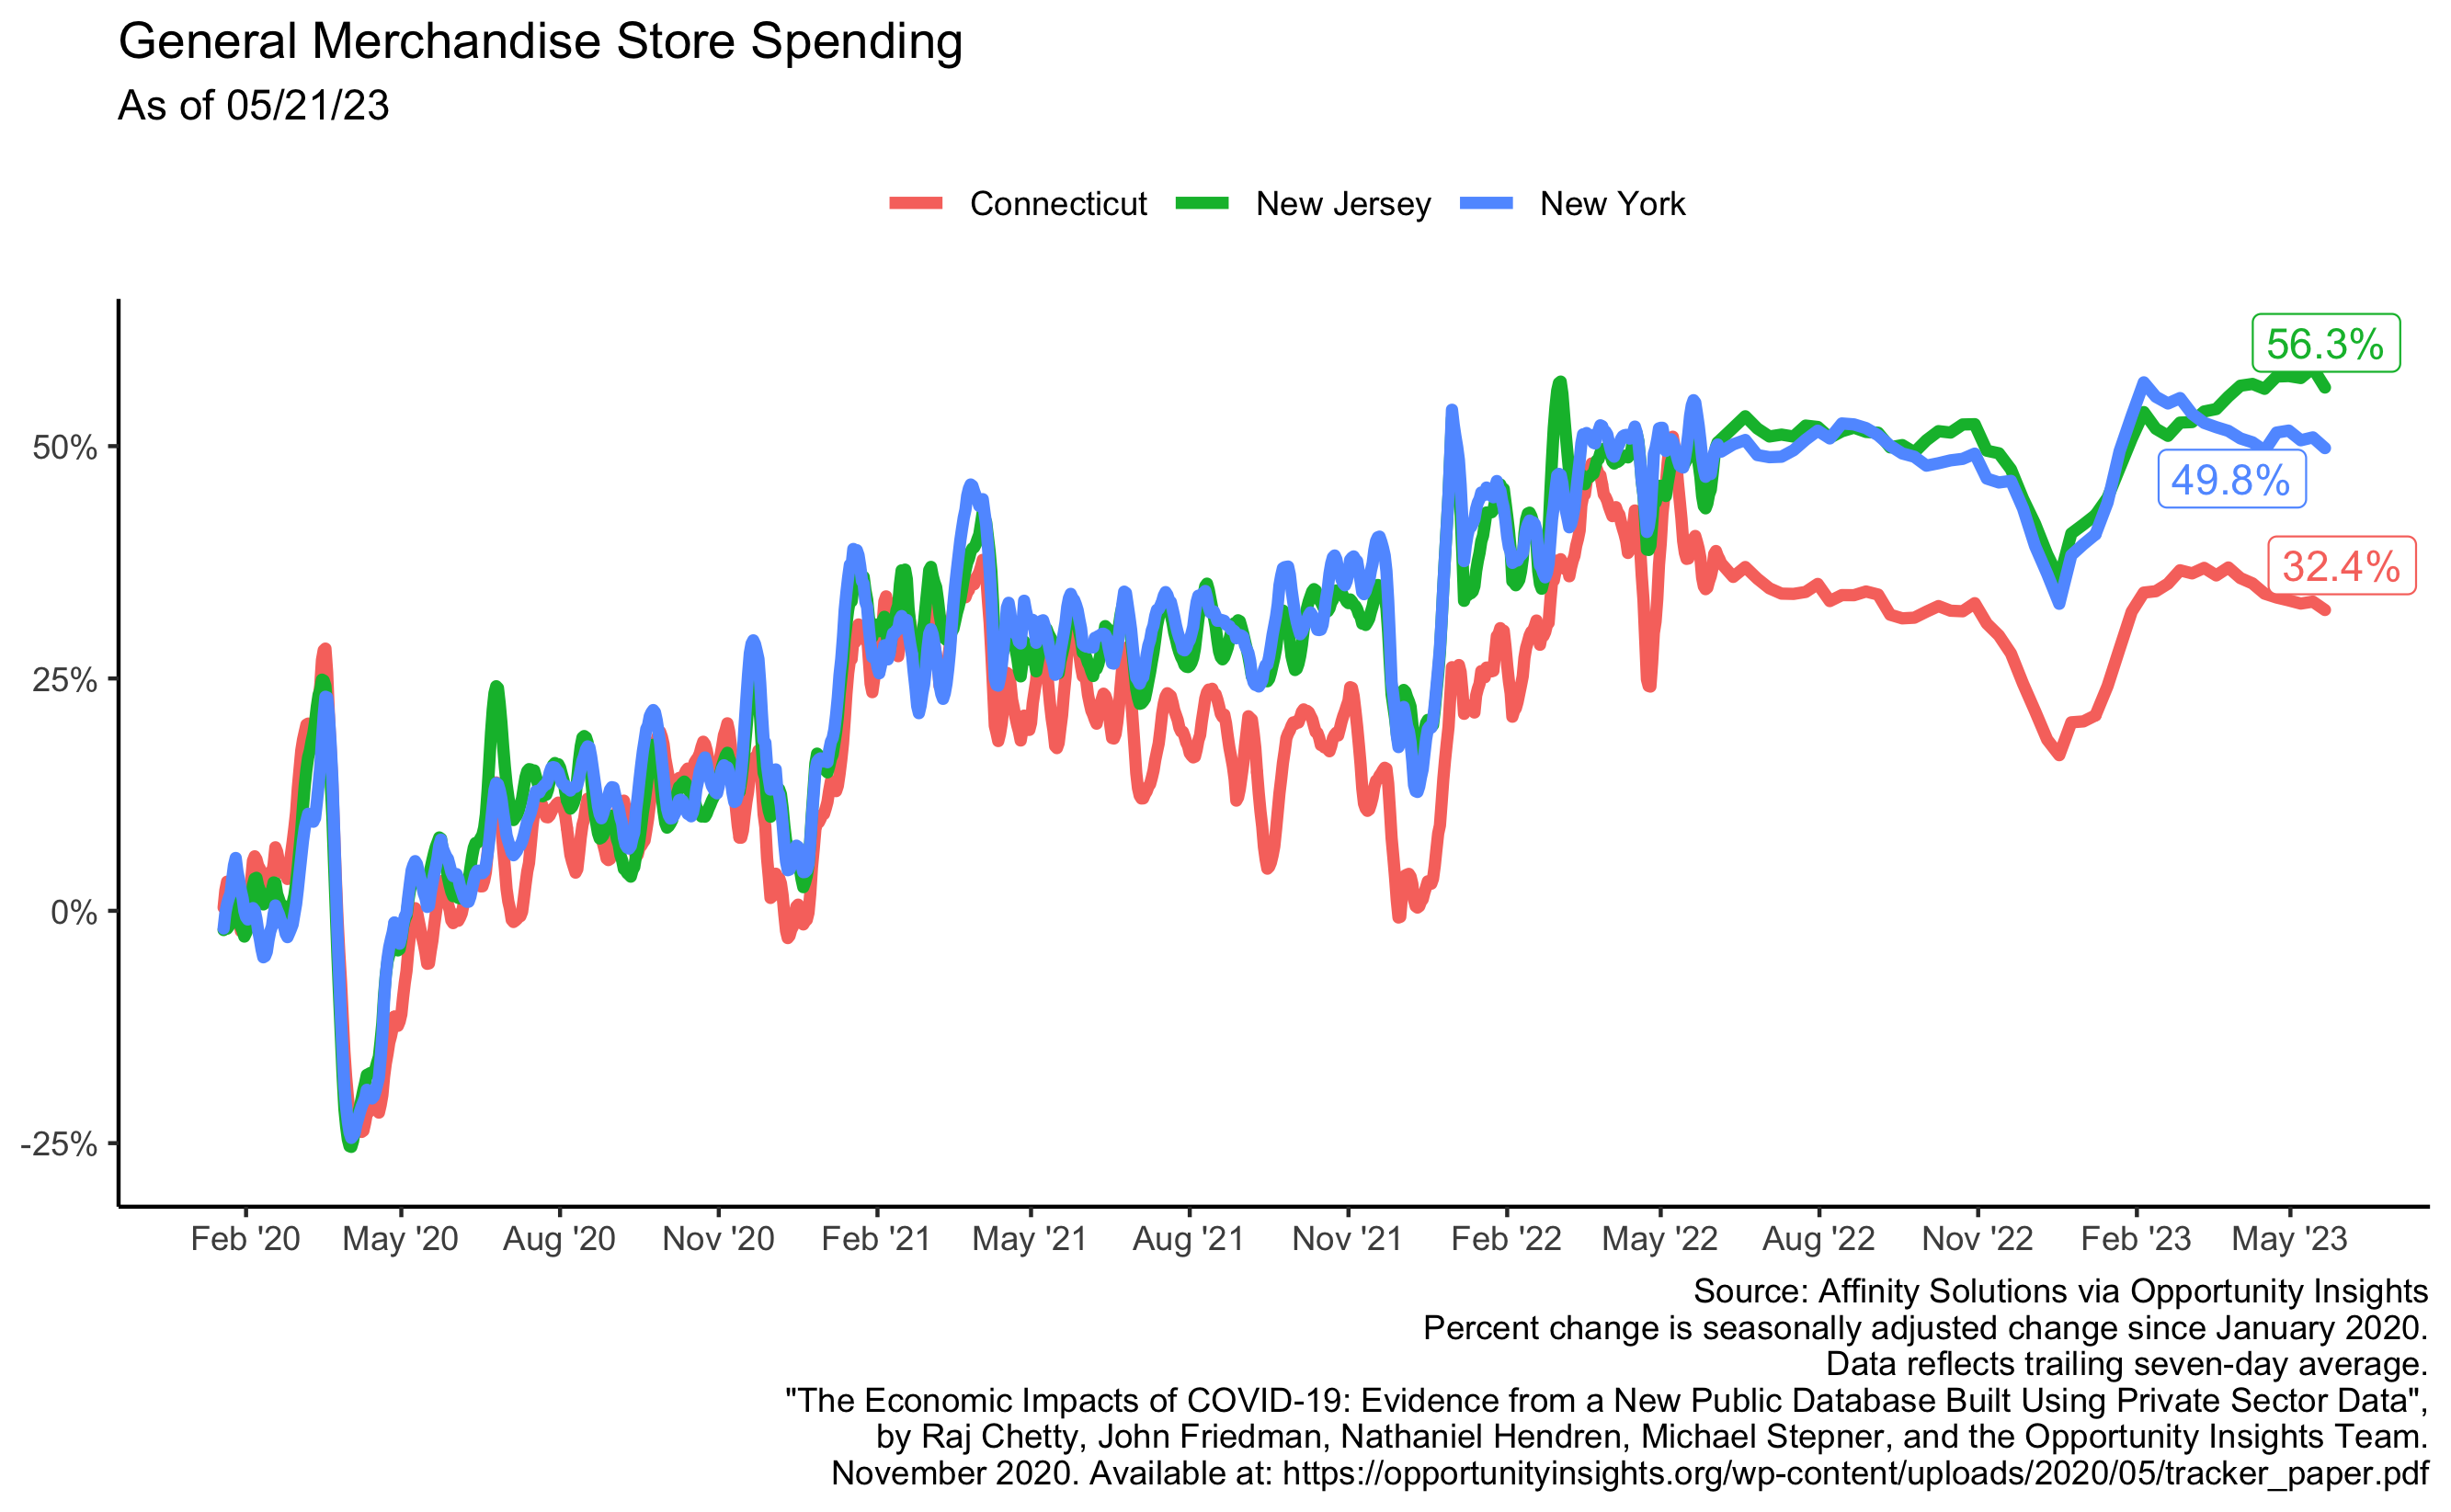 General Merchandise Store Spending
As of 05/21/23
Connecticut New Jersey New York
56.3%
50%
49.8%
32.4%
25%
0%
-25%
Feb '20 May '20 Aug '20 Nov '20 Feb '21 May '21 Aug '21 Nov '21 Feb '22 May '22 Aug '22 Nov '22 Feb '23 May '23
Source: Affinity Solutions via Opportunity Insights
Percent change is seasonally adjusted change since January 2020.
Data reflects trailing seven-day average.
"The Economic Impacts of COVID-19: Evidence from a New Public Database Built Using Private Sector Data",
by Raj Chetty, John Friedman, Nathaniel Hendren, Michael Stepner, and the Opportunity Insights Team.
November 2020. Available at: https://opportunityinsights.org/wp-content/uploads/2020/05/tracker_paper.pdf